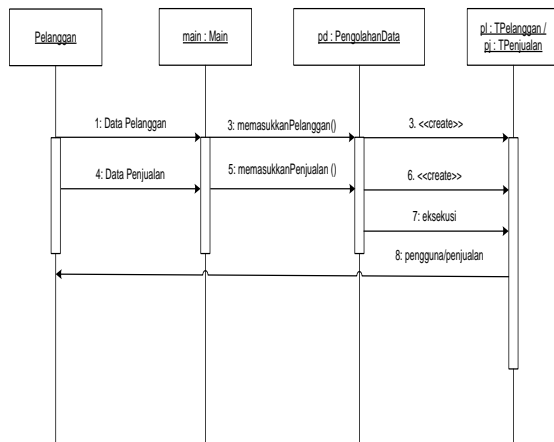 Pelanggan
main : Main
pd : PengolahanData
pl : TPelanggan /
pj : TPenjualan
1: Data Pelanggan
3: memasukkanPelanggan()
3. <<create>>
4: Data Penjualan
5: memasukkanPenjualan ()
6. <<create>>
7: eksekusi
8: pengguna/penjualan